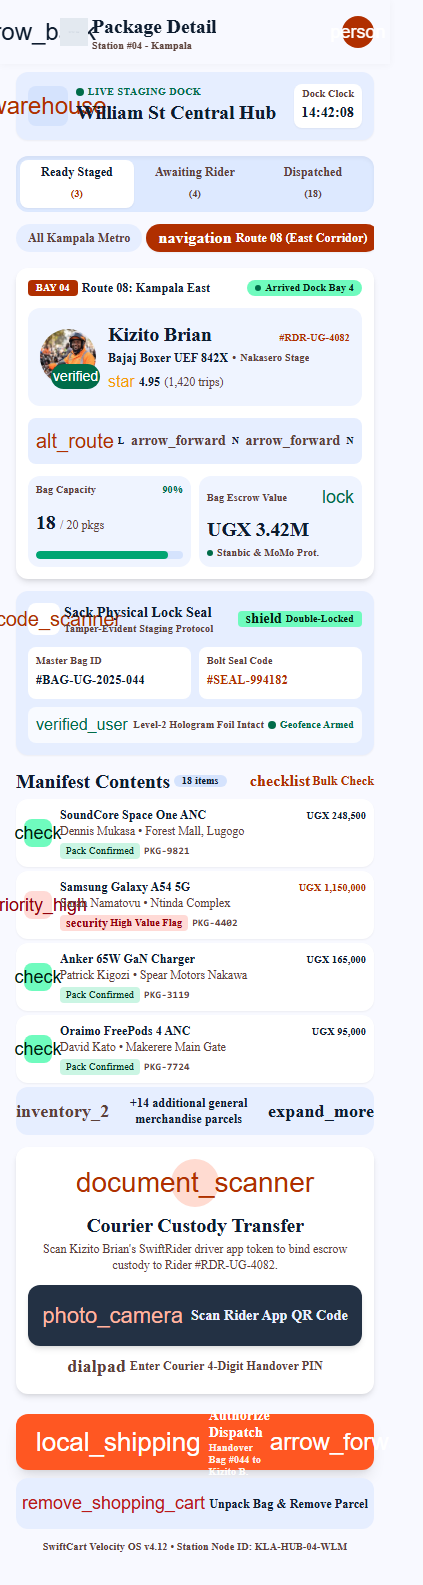 Package Detail
Station #04 - Kampala
person
LIVE STAGING DOCK
warehouse
William St Central Hub
Dock Clock
14:42:08
Ready Staged
(3)
Awaiting Rider
(4)
Dispatched
(18)
All Kampala Metro
navigation Route 08 (East Corridor)
BAY 04 Route 08: Kampala East
Arrived Dock Bay 4
Kizito Brian
#RDR-UG-4082
Bajaj Boxer UEF 842X • Nakasero Stage
verified
star 4.95 (1,420 trips)
alt_route L arrow_forward N arrow_forward N
Bag Capacity 90%
18 / 20 pkgs
Bag Escrow Value lock
UGX 3.42M
Stanbic & MoMo Prot.
code_scanner
Sack Physical Lock Seal
Tamper-Evident Staging Protocol
shield Double-Locked
Master Bag ID
#BAG-UG-2025-044
Bolt Seal Code
#SEAL-994182
verified_user Level-2 Hologram Foil Intact
Geofence Armed
Manifest Contents 18 items
checklist Bulk Check
check
SoundCore Space One ANC UGX 248,500
Dennis Mukasa • Forest Mall, Lugogo
Pack Confirmed PKG-9821
riority_high
Samsung Galaxy A54 5G UGX 1,150,000
Sarah Namatovu • Ntinda Complex
security High Value Flag PKG-4402
check
Anker 65W GaN Charger UGX 165,000
Patrick Kigozi • Spear Motors Nakawa
Pack Confirmed PKG-3119
check
Oraimo FreePods 4 ANC UGX 95,000
David Kato • Makerere Main Gate
Pack Confirmed PKG-7724
inventory_2
+14 additional general
merchandise parcels
expand_more
document_scanner
Courier Custody Transfer
Scan Kizito Brian's SwiftRider driver app token to bind escrow
custody to Rider #RDR-UG-4082.
photo_camera Scan Rider App QR Code
dialpad Enter Courier 4-Digit Handover PIN
local_shipping
Authorize
Dispatch
Handover
Bag #044 to
Kizito B.
arrow_forw
remove_shopping_cart Unpack Bag & Remove Parcel
SwiftCart Velocity OS v4.12 • Station Node ID: KLA-HUB-04-WLM